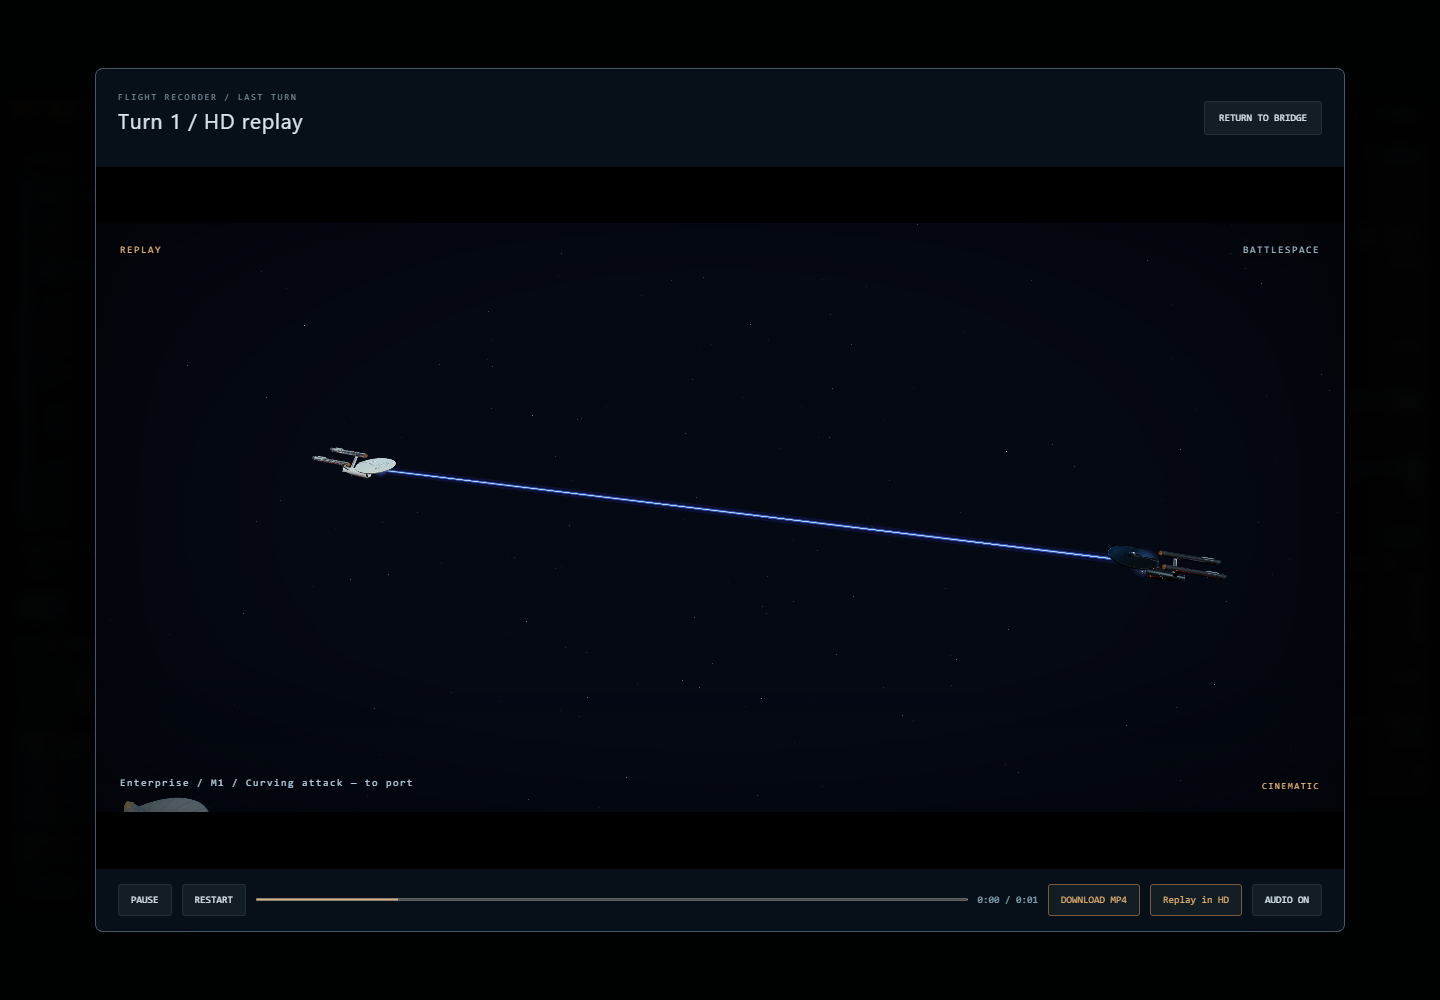 FLIGHT RECORDER / LAST TURN
Turn 1 / HD replay
RETURN TO BRIDGE
REPLAY
BATTLESPACE
Enterprise / M1 / Curving attack — to port
CINEMATIC
PAUSE
RESTART
0:00 / 0:01
DOWNLOAD MP4
Replay in HD
AUDIO ON